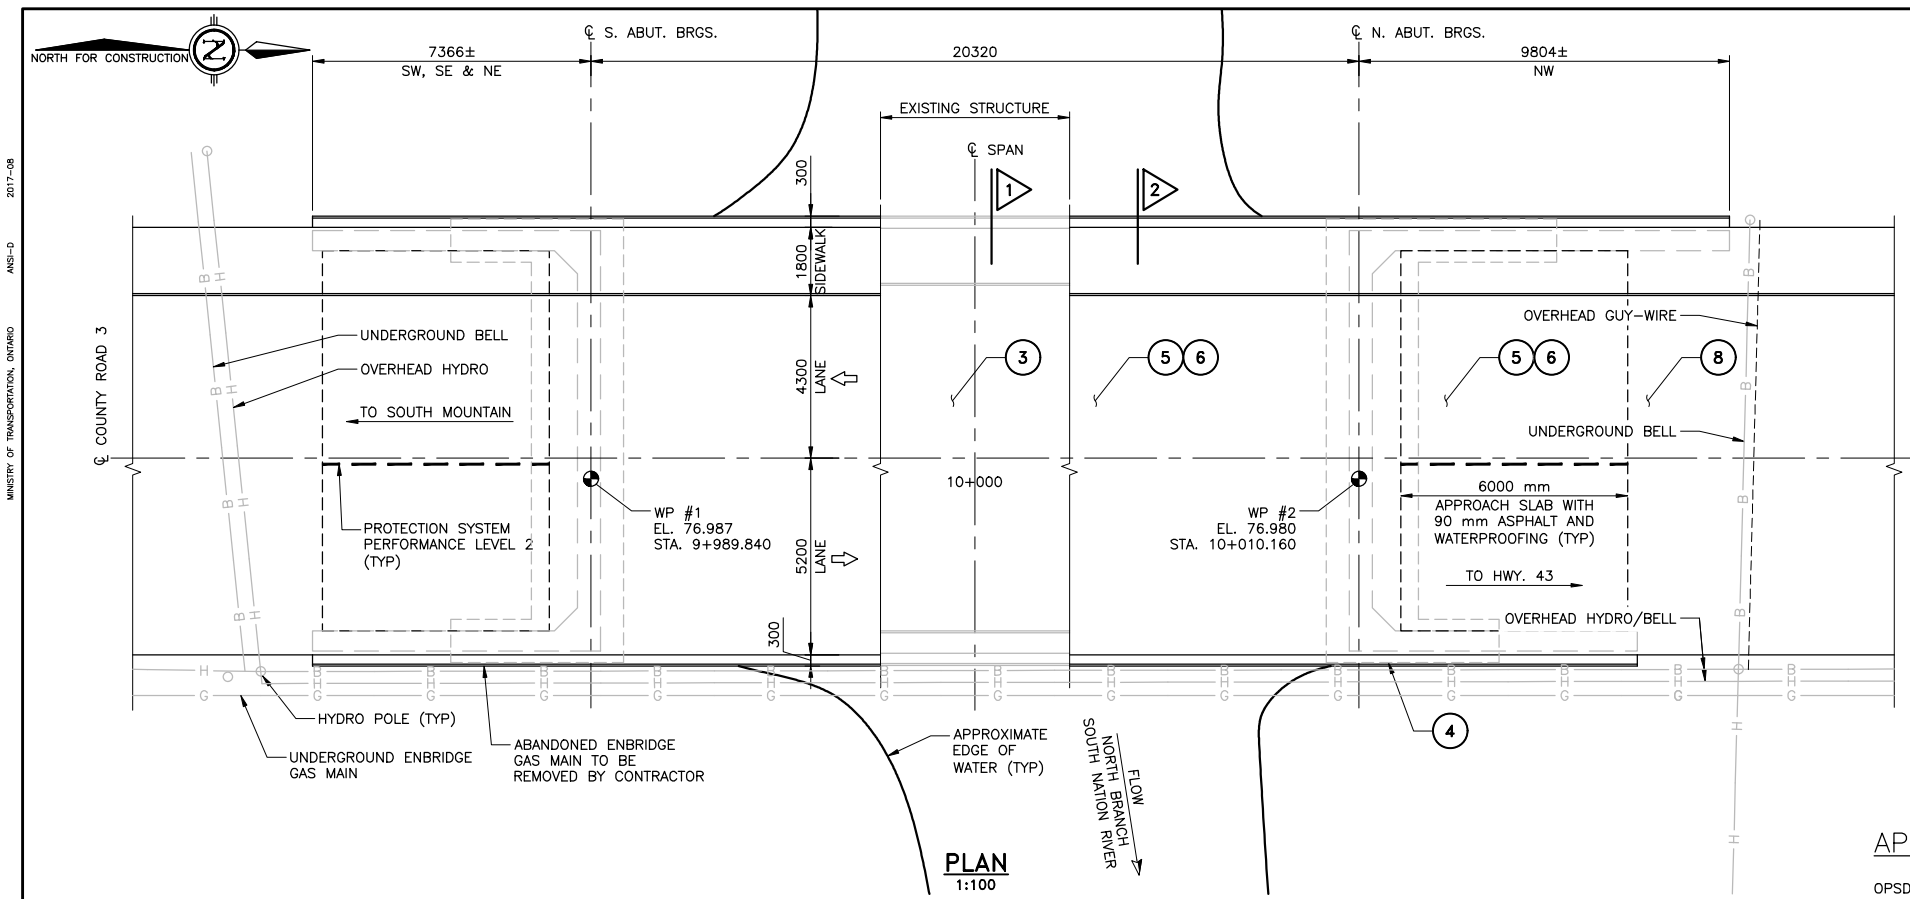 NORTH FOR CONSTRUCTION
N
7366±
SW, SE & NE
℄ S. ABUT. BRGS.
20320
℄ N. ABUT. BRGS.
9804±
NW
EXISTING STRUCTURE
℄ SPAN
1
2
300
1800
SIDEWALK
4300
LANE
5200
LANE
300
2017-08
ANSI-D
MINISTRY OF TRANSPORTATION, ONTARIO
℄ COUNTY ROAD 3
UNDERGROUND BELL
OVERHEAD HYDRO
TO SOUTH MOUNTAIN
3
5 6
5 6
8
OVERHEAD GUY-WIRE
UNDERGROUND BELL
10+000
PROTECTION SYSTEM
PERFORMANCE LEVEL 2
(TYP)
WP #1
EL. 76.987
STA. 9+989.840
WP #2
EL. 76.980
STA. 10+010.160
6000 mm
APPROACH SLAB WITH
90 mm ASPHALT AND
WATERPROOFING (TYP)
TO HWY. 43
OVERHEAD HYDRO/BELL
B H
B H
B H
B H
B
B
B
B
H
H
H B B B B B B B B B B B B B B
H H H H H H H H H H H H H H
G G G G G G G G G G G G G G G
HYDRO POLE (TYP)
UNDERGROUND ENBRIDGE
GAS MAIN
ABANDONED ENBRIDGE
GAS MAIN TO BE
REMOVED BY CONTRACTOR
APPROXIMATE
EDGE OF
WATER (TYP)
FLOW
NORTH BRANCH
SOUTH NATION RIVER
4
PLAN
1:100
AP
OPSD